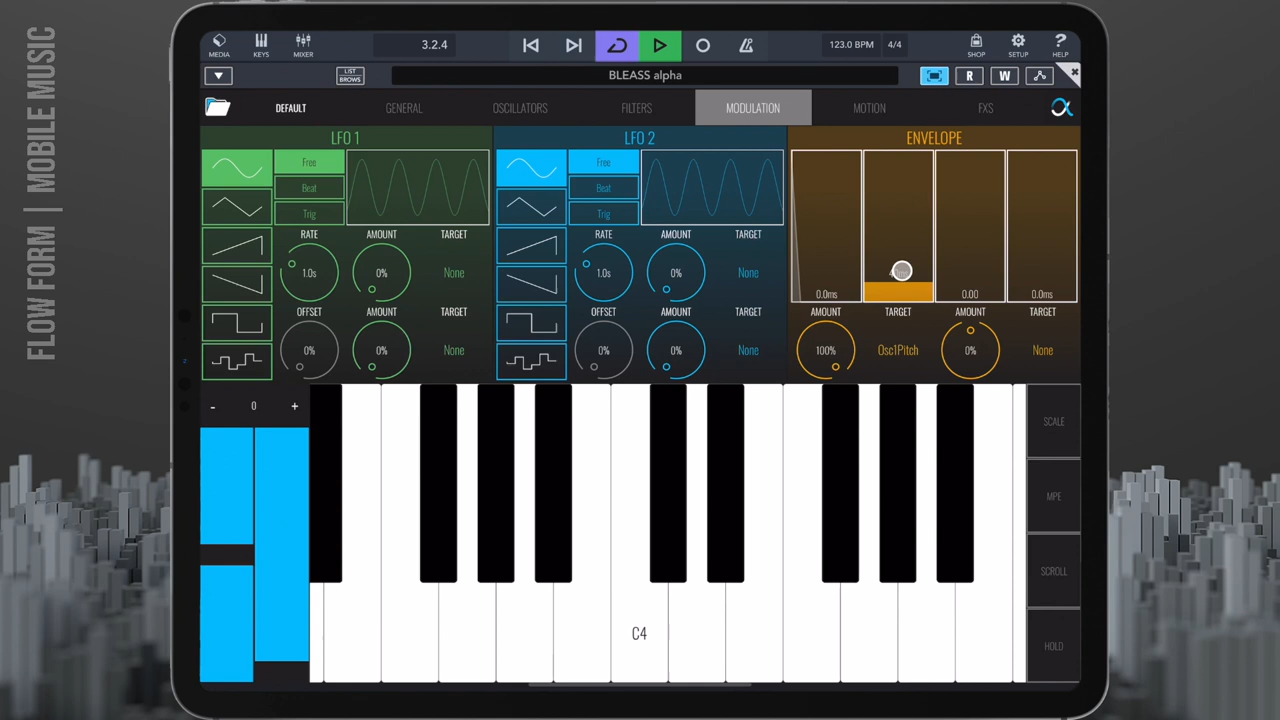 FLOW FORM | MOBILE MUSIC
MEDIA
KEYS
MIXER
3.2.4
123.0 BPM
4/4
SHOP
SETUP
?
HELP
LIST
BROWS
BLEASS alpha
R
W
DEFAULT
GENERAL
OSCILLATORS
FILTERS
MODULATION
MOTION
FXS
LFO 1
LFO 2
ENVELOPE
Free
Beat
Trig
RATE
AMOUNT
TARGET
1.0s
0%
None
OFFSET
AMOUNT
TARGET
0%
0%
None
Free
Beat
Trig
RATE
AMOUNT
TARGET
1.0s
0%
None
OFFSET
AMOUNT
TARGET
0%
0%
None
0.0ms
0.00
0.0ms
AMOUNT
TARGET
AMOUNT
TARGET
100%
Osc1Pitch
0%
None
-
0
+
C4
SCALE
MPE
SCROLL
HOLD